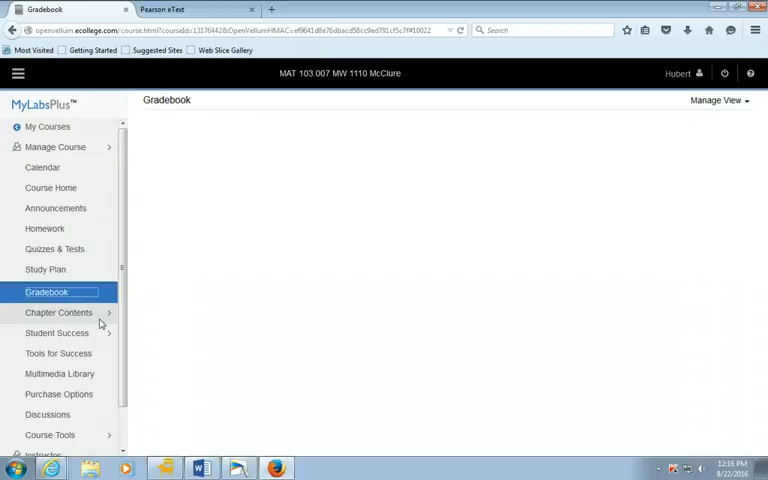 Gradebook
Pearson eText
openvellum.ecollege.com/course.html?courseId=13176442&OpenVellumHMAC=ef9641d8e76dbacd58cc9ed791cf5c7f#10022
Search
Most Visited
Getting Started
Suggested Sites
Web Slice Gallery
MAT 103.007 MW 1110 McClure
Hubert
MyLabsPlus™
Gradebook
Manage View
My Courses
Manage Course
Calendar
Course Home
Announcements
Homework
Quizzes & Tests
Study Plan
Gradebook
Chapter Contents
Student Success
Tools for Success
Multimedia Library
Purchase Options
Discussions
Course Tools
Instructor
12:16 PM
8/22/2016